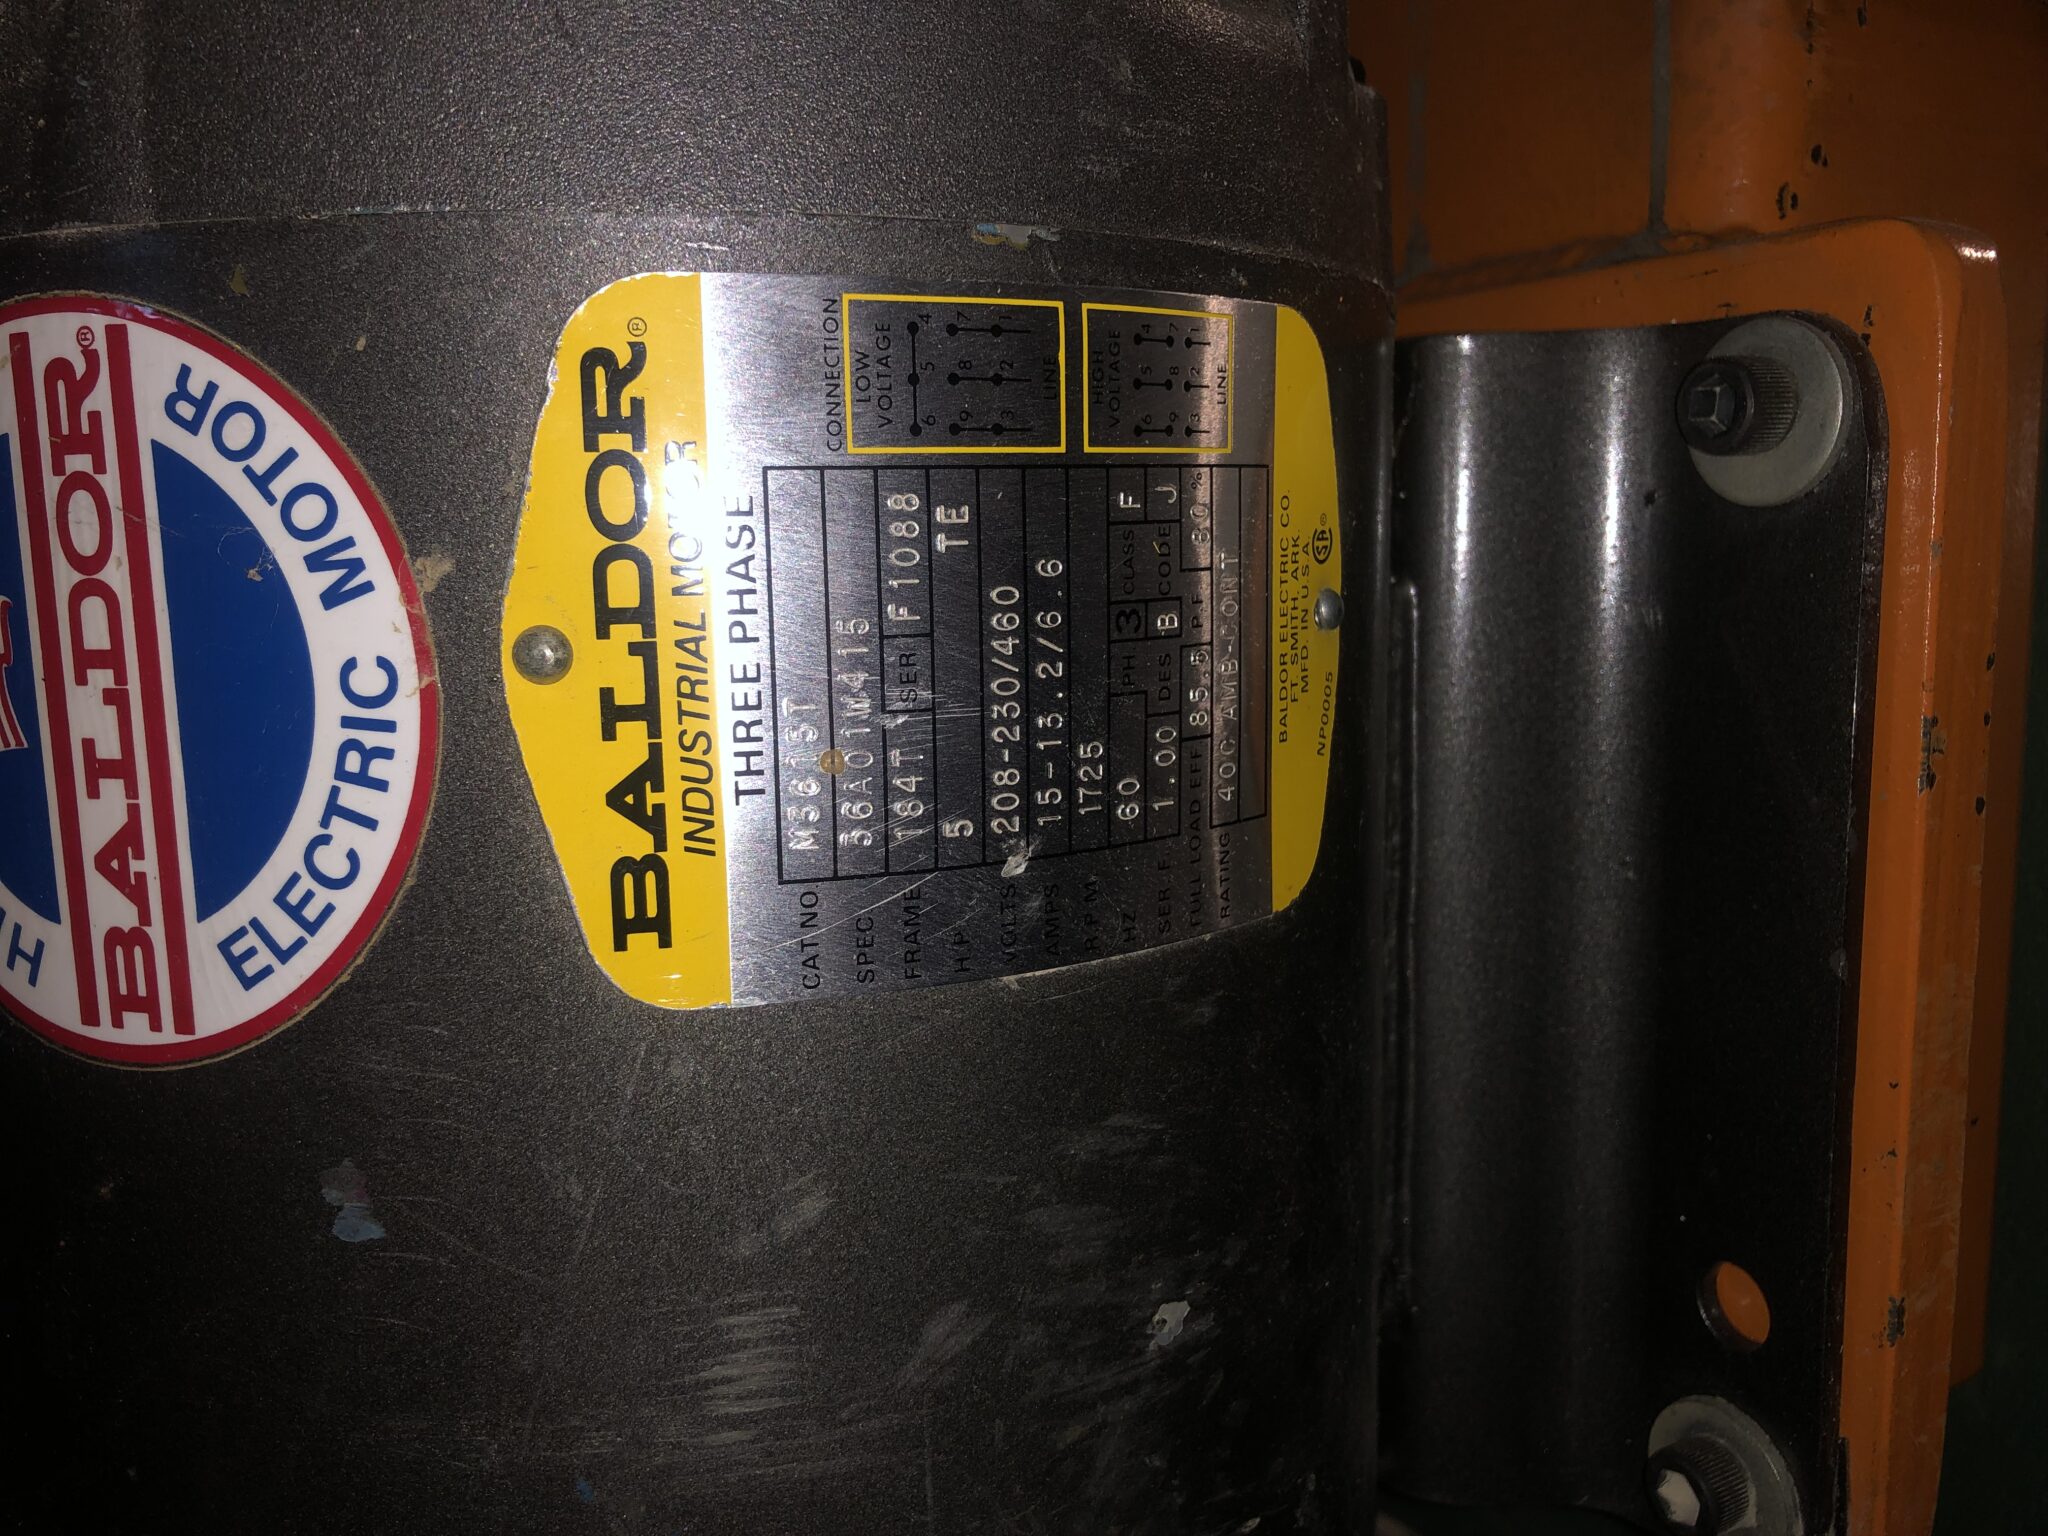 BALDOR®
ELECTRIC MOTOR
BALDOR®
INDUSTRIAL MOTOR
THREE PHASE
CAT NO M3615T
SPEC 36A01W415
FRAME 184T SER F1088
H.P. 5 TE
VOLTS 208-230/460
AMPS 15-13.2/6.6
R.P.M. 1725
HZ 60 PH 3 CLASS F
SER. F. 1.00 DES B CODE J
FULL LOAD EFF 85.5 P.F. 80 %
RATING 40C AMB-CONT
CONNECTION
LOW
VOLTAGE
6 5 4
9 8 7
3 2 1
LINE
HIGH
VOLTAGE
6 5 4
9 8 7
3 2 1
LINE
BALDOR ELECTRIC CO.
FT. SMITH, ARK.
MFD. IN U.S.A.
NP0005
SA®